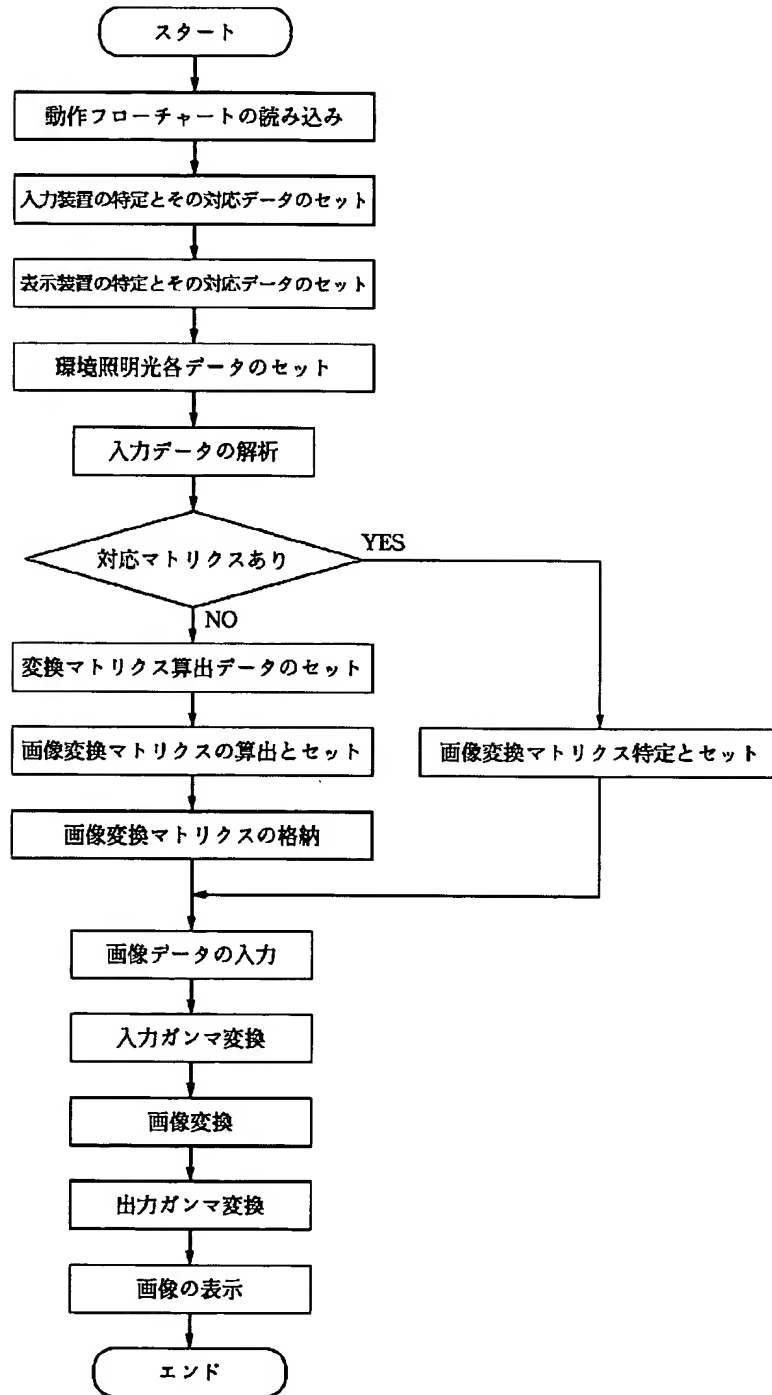 スタート
動作フローチャートの読み込み
入力装置の特定とその対応データのセット
表示装置の特定とその対応データのセット
環境照明光各データのセット
入力データの解析
対応マトリクスあり
YES
NO
変換マトリクス算出データのセット
画像変換マトリクスの算出とセット
画像変換マトリクス特定とセット
画像変換マトリクスの格納
画像データの入力
入力ガンマ変換
画像変換
出力ガンマ変換
画像の表示
エンド